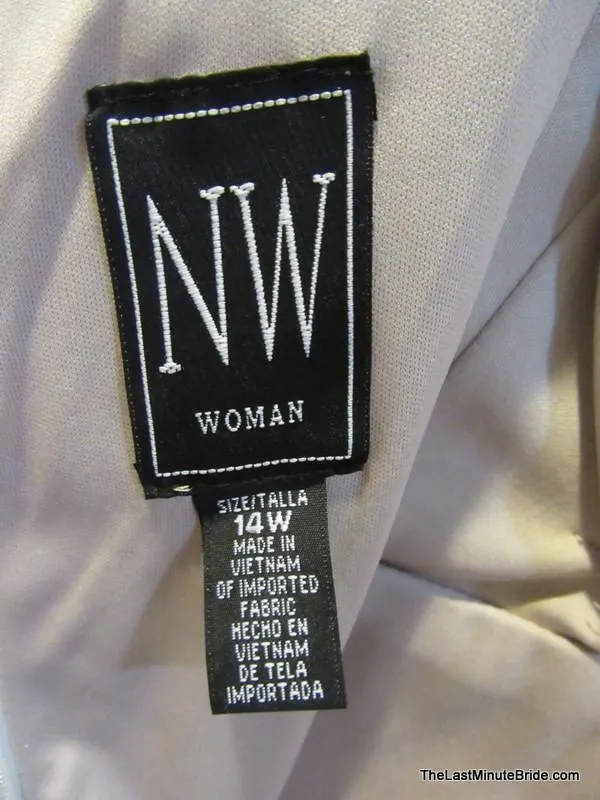 NW
WOMAN
SIZE/TALLA
14W
MADE IN
VIETNAM
OF IMPORTED
FABRIC
HECHO EN
VIETNAM
DE TELA
IMPORTADA
TheLastMinuteBride.com